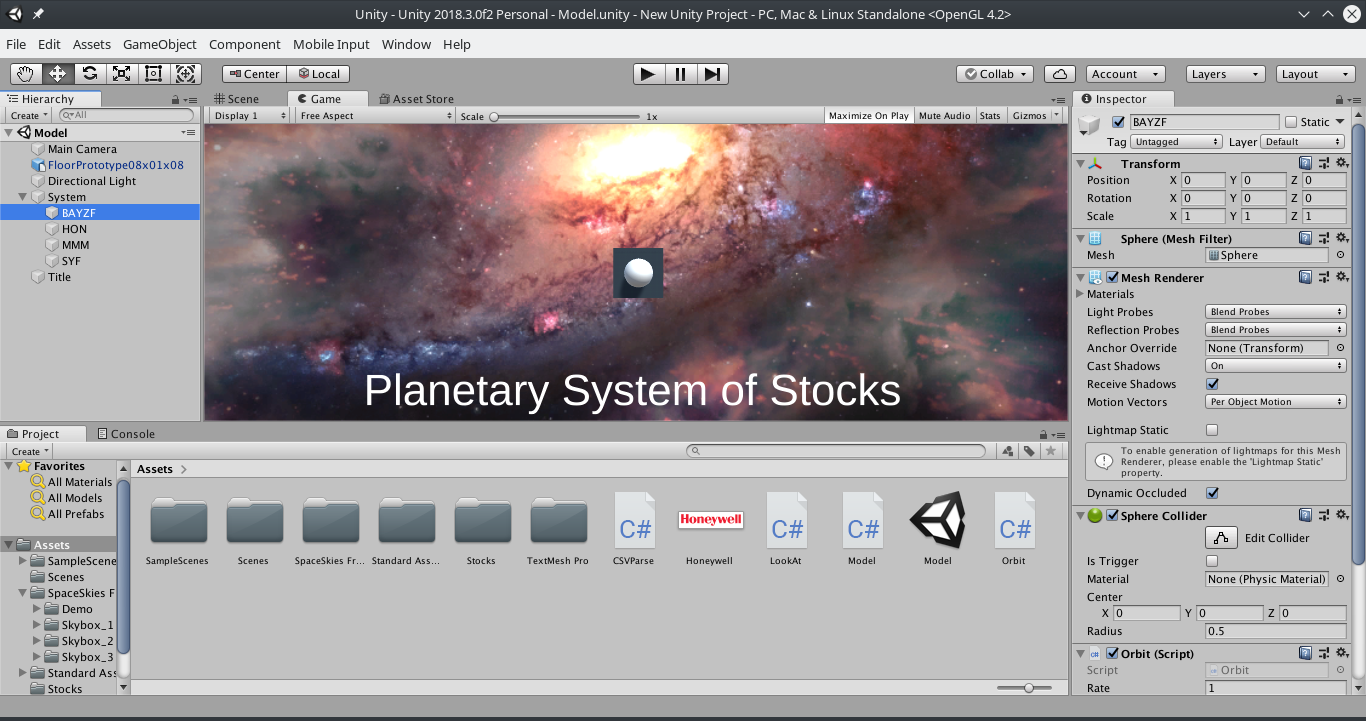 Unity - Unity 2018.3.0f2 Personal - Model.unity - New Unity Project - PC, Mac & Linux Standalone <OpenGL 4.2>
File Edit Assets GameObject Component Mobile Input Window Help
Center Local Collab Account Layers Layout
Hierarchy
Create All
Model
Main Camera
FloorPrototype08x01x08
Directional Light
System
BAYZF
HON
MMM
SYF
Title
Scene Game Asset Store
Display 1 Free Aspect Scale 1x Maximize On Play Mute Audio Stats Gizmos
Planetary System of Stocks
Inspector
BAYZF Static
Tag Untagged Layer Default
Transform
Position X 0 Y 0 Z 0
Rotation X 0 Y 0 Z 0
Scale X 1 Y 1 Z 1
Sphere (Mesh Filter)
Mesh Sphere
Mesh Renderer
Materials
Light Probes Blend Probes
Reflection Probes Blend Probes
Anchor Override None (Transform)
Cast Shadows On
Receive Shadows
Motion Vectors Per Object Motion
Lightmap Static
To enable generation of lightmaps for this Mesh
Renderer, please enable the 'Lightmap Static'
property.
Dynamic Occluded
Sphere Collider
Edit Collider
Is Trigger
Material None (Physic Material)
Center
X 0 Y 0 Z 0
Radius 0.5
C# Orbit (Script)
Script Orbit
Rate 1
Project Console
Create
Favorites
All Materials
All Models
All Prefabs
Assets
SampleScene
Scenes
SpaceSkies F
Demo
Skybox_1
Skybox_2
Skybox_3
Standard Ass
Stocks
Assets
C# Honeywell C# C# C#
SampleScenes Scenes SpaceSkies Fr... Standard Ass... Stocks TextMesh Pro CSVParse Honeywell LookAt Model Model Orbit